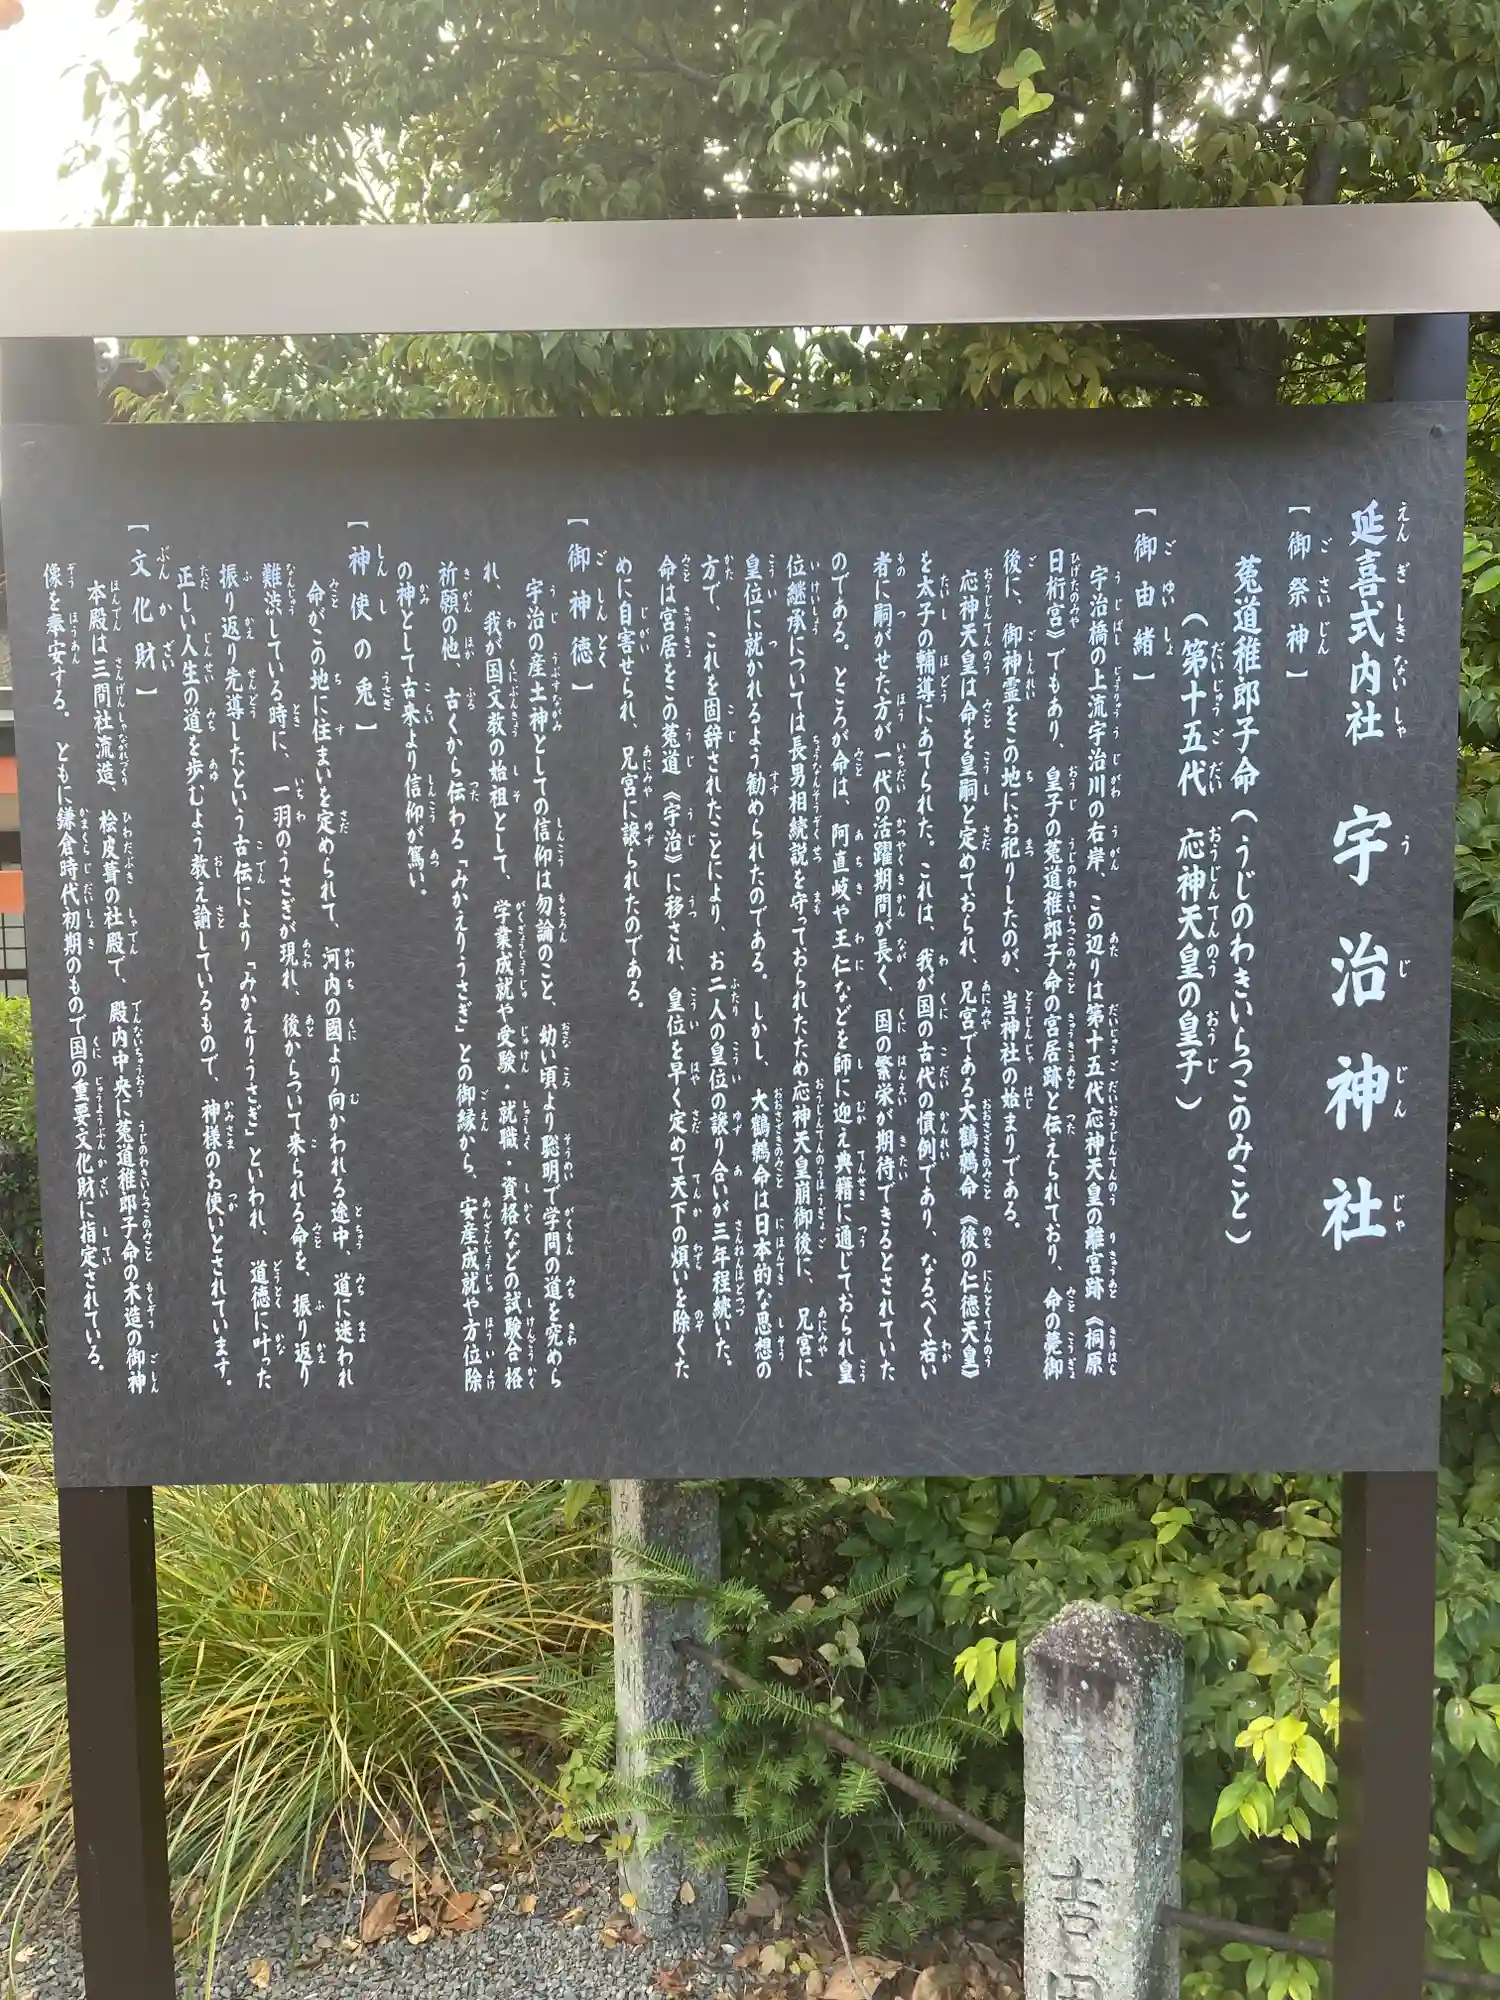 延喜式内社 宇治神社
【御祭神】
菟道稚郎子命(うじのわきいらつこのみこと)
(第十五代 応神天皇の皇子)
【御由緒】
宇治橋の上流宇治川の右岸、この辺りは第十五代応神天皇の離宮跡《桐原
日桁宮》でもあり、皇子の菟道稚郎子命の宮居跡と伝えられており、命の薨御
後に、御神霊をこの地にお祀りしたのが、当神社の始まりである。
応神天皇は命を皇嗣と定めておられ、兄宮である大鷦鷯命《後の仁徳天皇》
を太子の輔導にあてられた。これは、我が国の古代の慣例であり、なるべく若い
者に嗣がせた方が一代の活躍期間が長く、国の繁栄が期待できるとされていた
のである。ところが命は、阿直岐や王仁などを師に迎え典籍に通じておられ皇
位継承については長男相続説を守っておられたため応神天皇崩御後に、兄宮に
皇位に就かれるよう勧められたのである。しかし、大鷦鷯命は日本的な思想の
方で、これを固辞されたことにより、お二人の皇位の譲り合いが三年程続いた。
命は宮居をこの菟道《宇治》に移され、皇位を早く定めて天下の煩いを除くた
めに自害せられ、兄宮に譲られたのである。
【御神徳】
宇治の産土神としての信仰は勿論のこと、幼い頃より聡明で学問の道を究めら
れ、我が国文教の始祖として、学業成就や受験・就職・資格などの試験合格
祈願の他、古くから伝わる「みかえりうさぎ」との御縁から、安産成就や方位除
の神として古来より信仰が篤い。
【神使の兎】
命がこの地に住まいを定められて、河内の國より向かわれる途中、道に迷われ
難渋している時に、一羽のうさぎが現れ、後からついて来られる命を、振り返り
振り返り先導したという古伝により「みかえりうさぎ」といわれ、道徳に叶った
正しい人生の道を歩むよう教え諭しているもので、神様のお使いとされています。
【文化財】
本殿は三間社流造、桧皮葺の社殿で、殿内中央に菟道稚郎子命の木造の御神
像を奉安する。ともに鎌倉時代初期のもので国の重要文化財に指定されている。
吉田